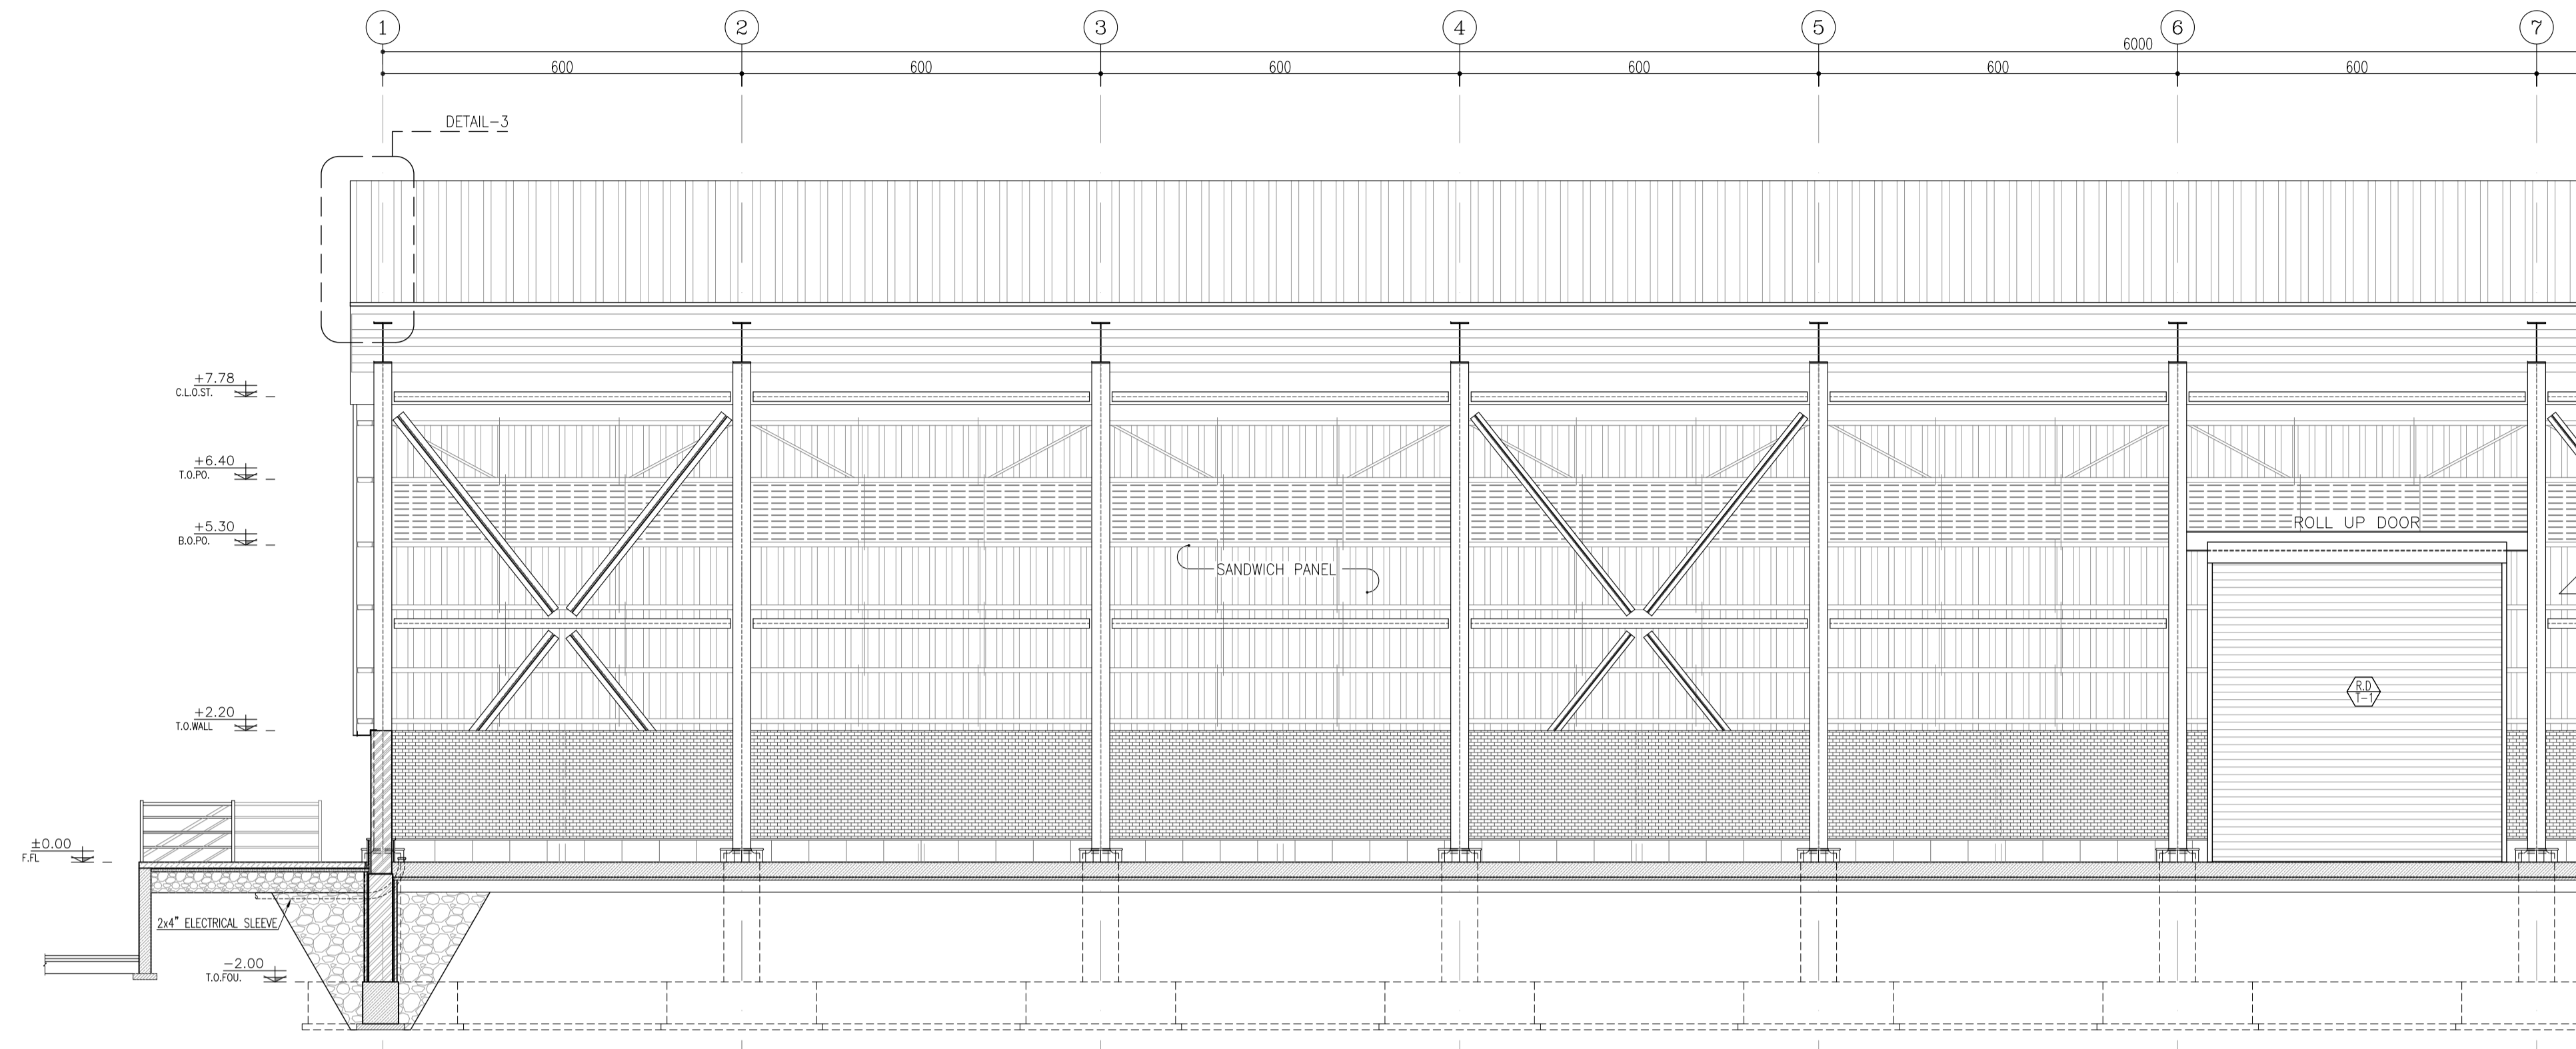 1 2 3 4 5 6 7
6000
600 600 600 600 600 600
DETAIL-3
+7.78
C.L.O.ST.
+6.40
T.O.PO.
+5.30
B.O.PO.
ROLL UP DOOR
SANDWICH PANEL
R.D
T-1
+2.20
T.O.WALL
±0.00
F.FL
2x4" ELECTRICAL SLEEVE
-2.00
T.O.FOU.